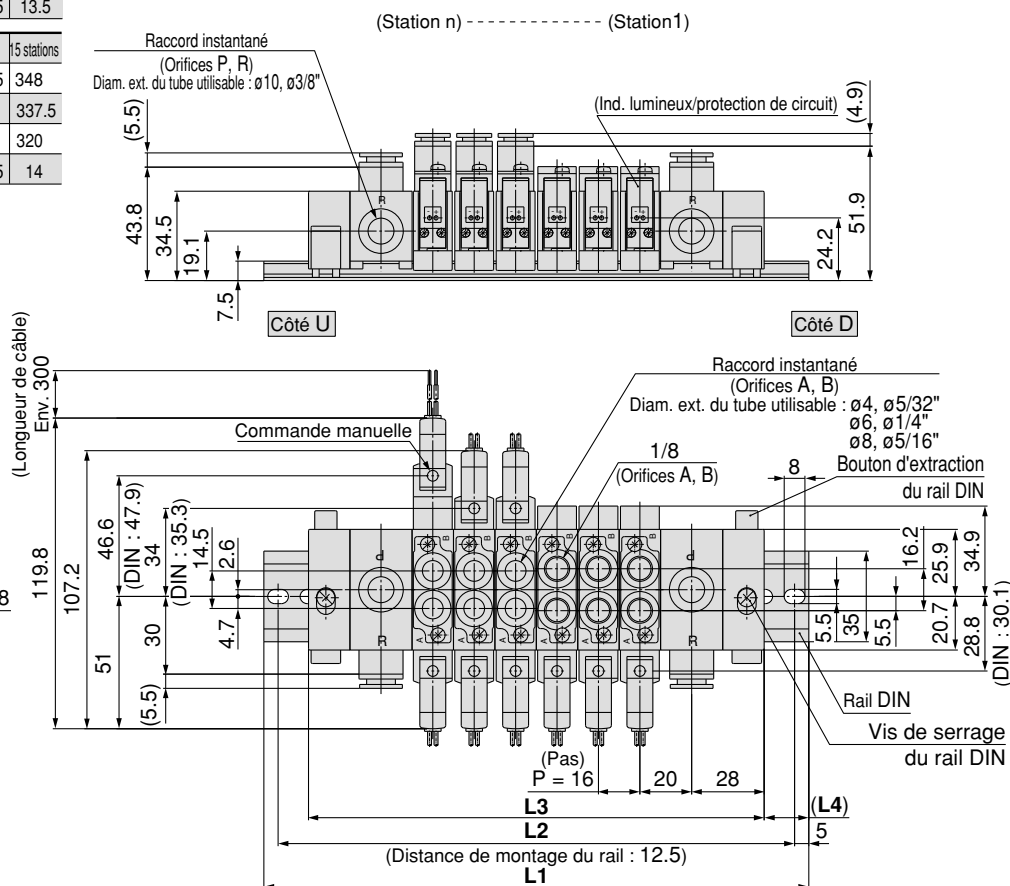 5 13.5
15 stations
5 348
337.5
320
5 14
(Station n) ---------- (Station1)
Raccord instantané
(Orifices P, R)
Diam. ext. du tube utilisable : ø10, ø3/8"
(Ind. lumineux/protection de circuit)
(4.9)
(5.5)
43.8
34.5
19.1
7.5
R
R
24.2
51.9
Côté U
Côté D
(Longueur de câble)
Env. 300
Raccord instantané
(Orifices A, B)
Diam. ext. du tube utilisable : ø4, ø5/32"
ø6, ø1/4"
ø8, ø5/16"
Commande manuelle
1/8
(Orifices A, B)
8
Bouton d'extraction
du rail DIN
119.8
107.2
46.6
(DIN : 47.9)
34
(DIN : 35.3)
14.5
2.6
8
51
30
(5.5)
4.7
B B B B B B
A A A A A A
d
R
d
R
16.2
25.9
34.9
5.5
35
5.5
20.7
28.8
(DIN : 30.1)
Rail DIN
Vis de serrage
du rail DIN
(Pas)
P = 16
20
28
L3
(L4)
L2
5
(Distance de montage du rail : 12.5)
L1